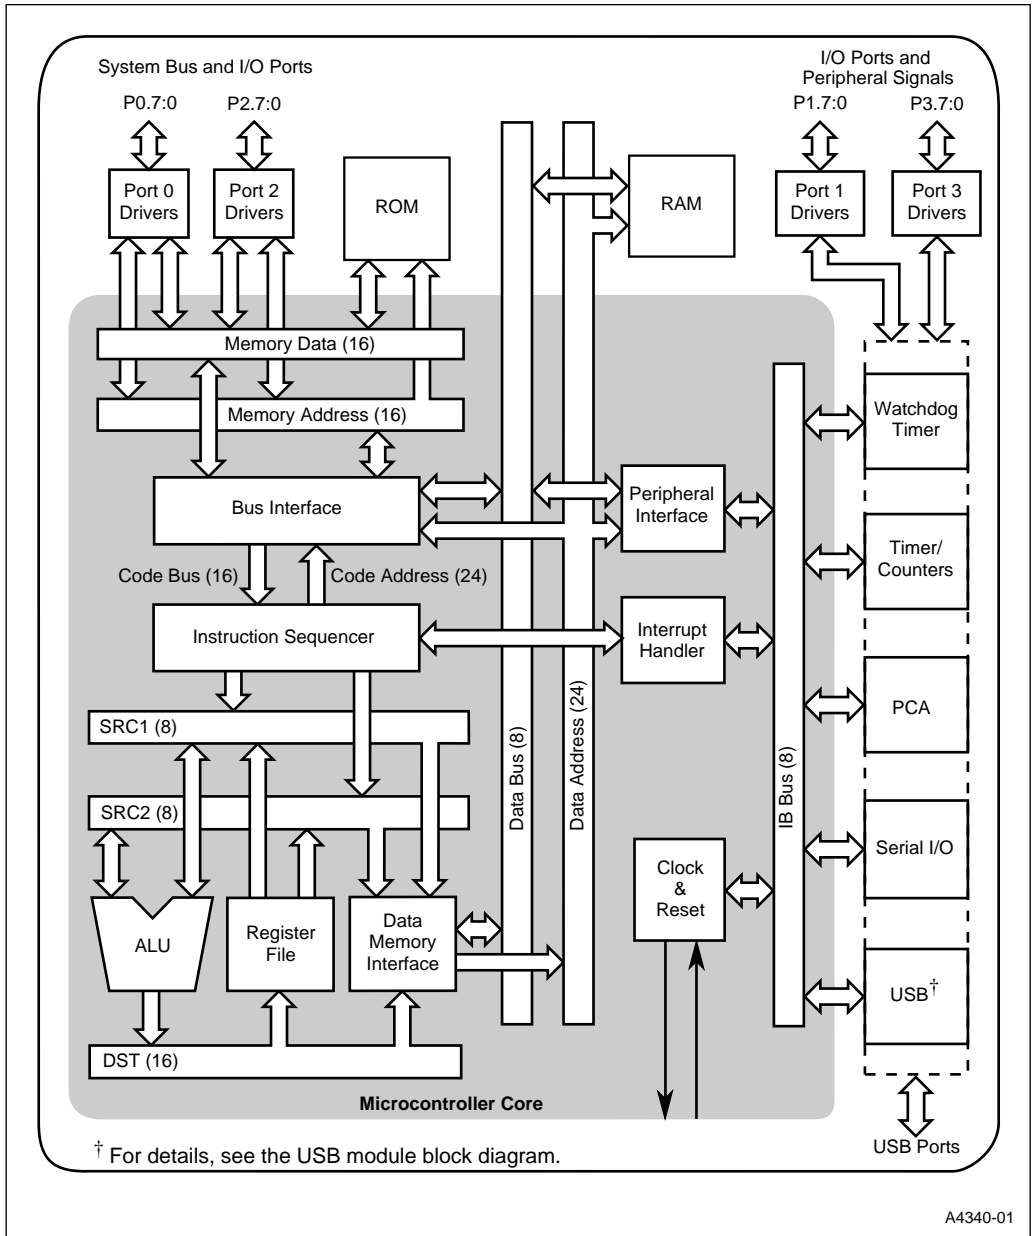 System Bus and I/O Ports
I/O Ports and
Peripheral Signals
P0.7:0
P2.7:0
P1.7:0
P3.7:0
Port 0
Drivers
Port 2
Drivers
ROM
RAM
Port 1
Drivers
Port 3
Drivers
Memory Data (16)
Memory Address (16)
Watchdog
Timer
Bus Interface
Peripheral
Interface
Code Bus (16)
Code Address (24)
Timer/
Counters
Instruction Sequencer
Interrupt
Handler
SRC1 (8)
Data Bus (8)
Data Address (24)
IB Bus (8)
PCA
SRC2 (8)
Clock
&
Reset
Serial I/O
ALU
Register
File
Data
Memory
Interface
USB†
DST (16)
Microcontroller Core
USB Ports
† For details, see the USB module block diagram.
A4340-01